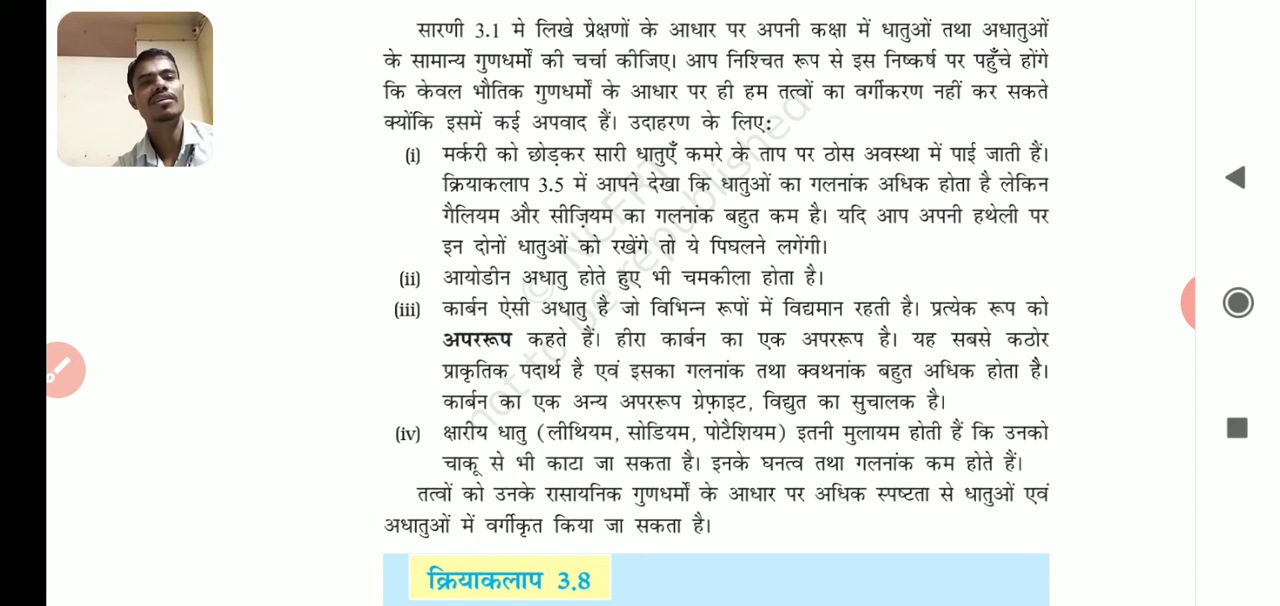 सारणी 3.1 मे लिखे प्रेक्षणों के आधार पर अपनी कक्षा में धातुओं तथा अधातुओं
के सामान्य गुणधर्मों की चर्चा कीजिए। आप निश्चित रूप से इस निष्कर्ष पर पहुँचे होंगे
कि केवल भौतिक गुणधर्मों के आधार पर ही हम तत्वों का वर्गीकरण नहीं कर सकते
क्योंकि इसमें कई अपवाद हैं। उदाहरण के लिए:
(i) मर्करी को छोड़कर सारी धातुएँ कमरे के ताप पर ठोस अवस्था में पाई जाती हैं।
क्रियाकलाप 3.5 में आपने देखा कि धातुओं का गलनांक अधिक होता है लेकिन
गैलियम और सीज़ियम का गलनांक बहुत कम है। यदि आप अपनी हथेली पर
इन दोनों धातुओं को रखेंगे तो ये पिघलने लगेंगी।
(ii) आयोडीन अधातु होते हुए भी चमकीला होता है।
(iii) कार्बन ऐसी अधातु है जो विभिन्न रूपों में विद्यमान रहती है। प्रत्येक रूप को
अपररूप कहते हैं। हीरा कार्बन का एक अपररूप है। यह सबसे कठोर
प्राकृतिक पदार्थ है एवं इसका गलनांक तथा क्वथनांक बहुत अधिक होता है।
कार्बन का एक अन्य अपररूप ग्रेफ़ाइट, विद्युत का सुचालक है।
(iv) क्षारीय धातु (लीथियम, सोडियम, पोटैशियम) इतनी मुलायम होती हैं कि उनको
चाकू से भी काटा जा सकता है। इनके घनत्व तथा गलनांक कम होते हैं।
तत्वों को उनके रासायनिक गुणधर्मों के आधार पर अधिक स्पष्टता से धातुओं एवं
अधातुओं में वर्गीकृत किया जा सकता है।
क्रियाकलाप 3.8
© NCERT
not to be republished